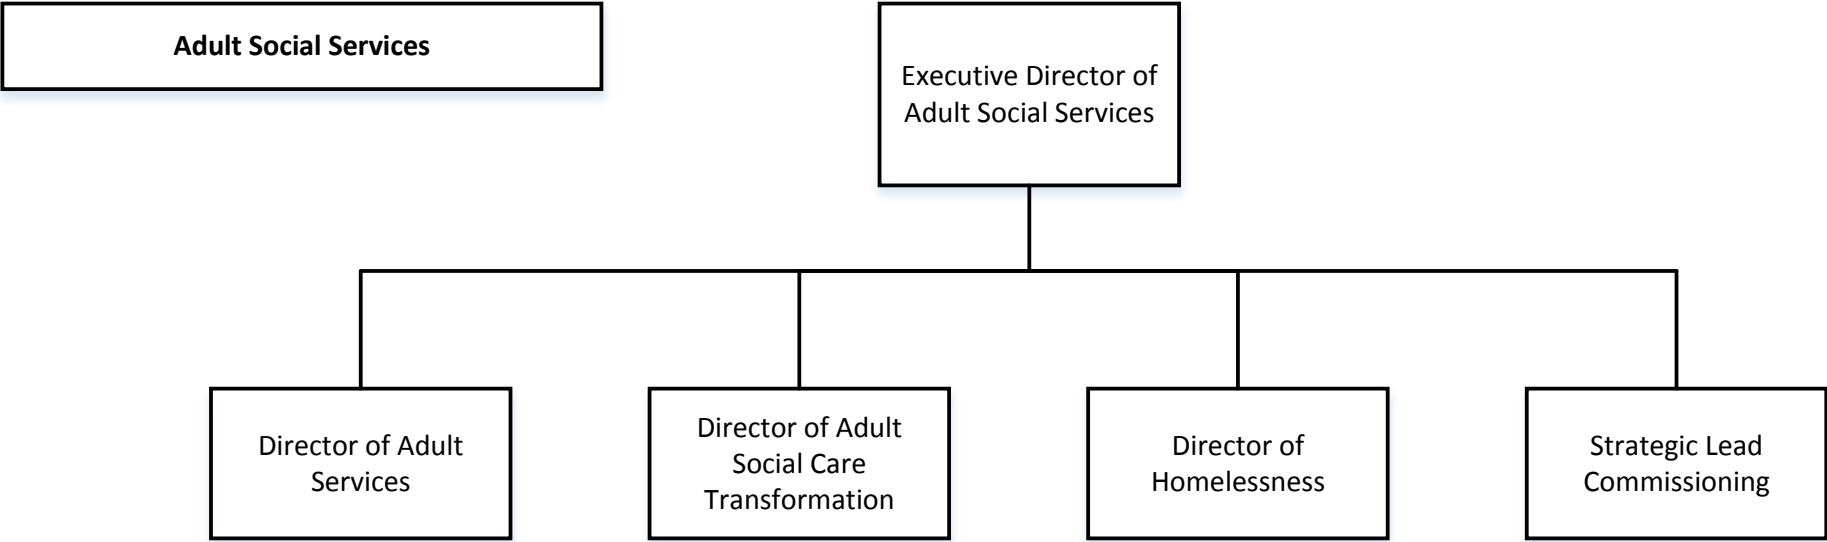 Adult Social Services
Executive Director of
Adult Social Services
Director of Adult
Services
Director of Adult
Social Care
Transformation
Director of
Homelessness
Strategic Lead
Commissioning